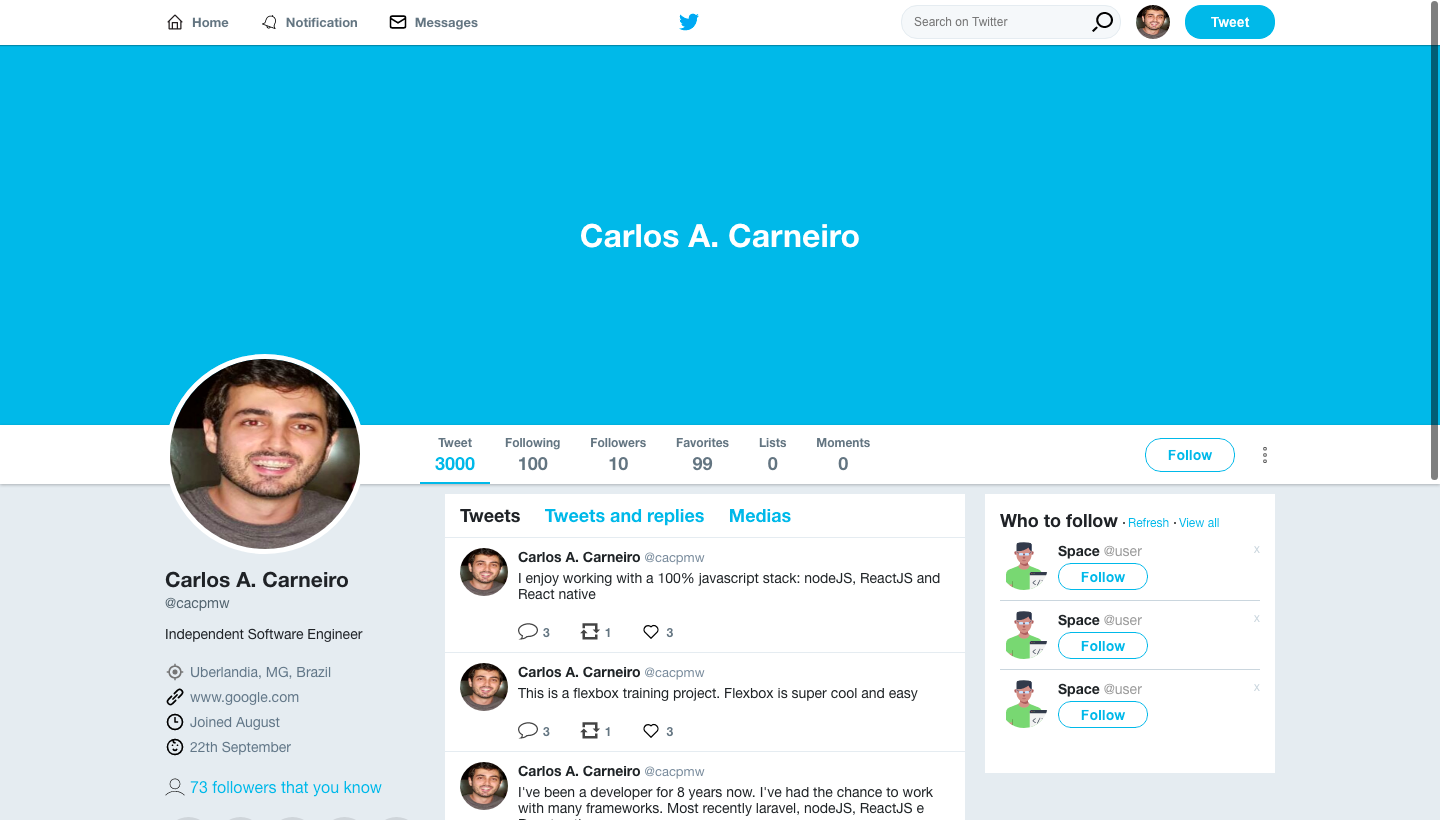 Home Notification Messages Search on Twitter Tweet
Carlos A. Carneiro
Tweet Following Followers Favorites Lists Moments
3000 100 10 99 0 0
Follow
Carlos A. Carneiro
@cacpmw
Independent Software Engineer
Uberlandia, MG, Brazil
www.google.com
Joined August
22th September
73 followers that you know
Tweets Tweets and replies Medias
Carlos A. Carneiro @cacpmw
I enjoy working with a 100% javascript stack: nodeJS, ReactJS and
React native
3 1 3
Carlos A. Carneiro @cacpmw
This is a flexbox training project. Flexbox is super cool and easy
3 1 3
Carlos A. Carneiro @cacpmw
I've been a developer for 8 years now. I've had the chance to work
with many frameworks. Most recently laravel, nodeJS, ReactJS e
Who to follow · Refresh · View all
Space @user x
Follow
Space @user x
Follow
Space @user x
Follow